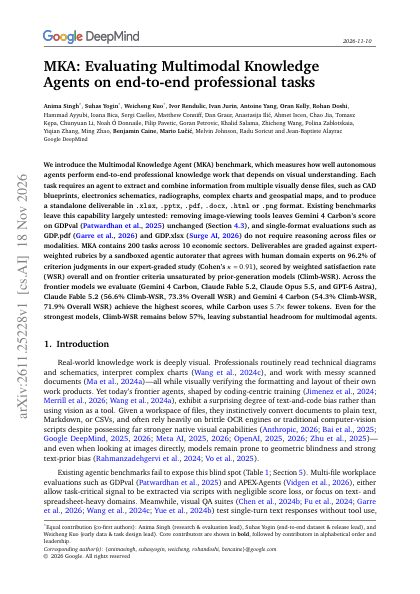 Google DeepMind
2026-11-10
MKA: Evaluating Multimodal Knowledge
Agents on end-to-end professional tasks
Anima Singh*, Suhas Yogin*, Weicheng Kuo*, Ivor Rendulic, Ivan Jurin, Antoine Yang, Oran Kelly, Rohan Doshi,
Hammad Ayyubi, Ioana Bica, Sergi Caelles, Matthew Conniff, Dan Graur, Anastasija Ilić, Ahmet Iscen, Chao Jia, Tomasz
Kępa, Chunyuan Li, Noah Ó Donnaile, Filip Pavetic, Goran Petrovic, Khalid Salama, Zhicheng Wang, Polina Zablotskaia,
Yiqian Zhang, Ming Zhao, Benjamin Caine, Mario Lučić, Melvin Johnson, Radu Soricut and Jean-Baptiste Alayrac
Google DeepMind
We introduce the Multimodal Knowledge Agent (MKA) benchmark, which measures how well autonomous
agents perform end-to-end professional work that depends on visual understanding. Each
task requires an agent to extract and combine information from multiple visually dense files, such as CAD
blueprints, electronics schematics, radiographs, complex charts and geospatial maps, and to produce
a standalone deliverable in .xlsx, .pptx, .pdf, .docx, .html or .png format. Existing benchmarks
leave this capability largely untested: removing image-viewing tools leaves Gemini 4 Carbon's score
on GDPval (Patwardhan et al., 2025) unchanged (Section 4.3), and single-format evaluations such as
GDP.pdf (Garre et al., 2026) and GDP.xlsx (Surge AI, 2026) do not require reasoning across files or
modalities. MKA contains 200 tasks across 10 economic sectors. Deliverables are graded against expert-
written rubrics by a sandboxed agentic autorater that agrees with human experts on 96.2% of
criterion judgments in our expert-graded study (Cohen's κ = 0.91), scored by weighted satisfaction rate
(WSR) overall and on frontier criteria unsaturated by prior-generation models (Climb-WSR). Across the
frontier models we evaluate (Gemini 4 Carbon, Claude Fable 5.2, Claude Opus 5.5, and GPT-6 Astra),
Claude Fable 5.2 (56.6% Climb-WSR, 73.3% Overall WSR) and Gemini 4 Carbon (54.3% Climb-WSR,
71.9% Overall WSR) achieve the highest scores, while Carbon uses 5.7× fewer tokens. Even for the
strongest models, Climb-WSR remains below 57%, leaving substantial headroom for multimodal agents.
1. Introduction
Real-world knowledge work is deeply visual. Professionals routinely read technical diagrams
and schematics, interpret complex charts (Wang et al., 2024c), and work with messy scanned
documents (Ma et al., 2024a)—all while visually verifying the formatting and layout of their own
work products. Yet today's frontier agents, shaped by coding-centric training (Jimenez et al., 2024;
Merrill et al., 2026; Wang et al., 2024a), exhibit a surprising degree of text-and-code bias rather than
using vision as a tool. Given a workspace of files, they instinctively convert documents to plain text,
Markdown, or CSVs, and often rely heavily on brittle OCR engines or traditional computer-vision
scripts despite possessing far stronger native visual capabilities (Anthropic, 2026; Bai et al., 2025;
Google DeepMind, 2025, 2026; Meta AI, 2025, 2026; OpenAI, 2025, 2026; Zhu et al., 2025)—
and even when looking at images directly, models remain prone to geometric blindness and strong
text-prior bias (Rahmanzadehgervi et al., 2024; Vo et al., 2025).
Existing agentic benchmarks fail to expose this blind spot (Table 1; Section 5). Multi-file workplace
evaluations such as GDPval (Patwardhan et al., 2025) and APEX-Agents (Vidgen et al., 2026), either
allow task-critical signal to be extracted via scripts with negligible score loss, or focus on text- and
spreadsheet-heavy domains. Meanwhile, visual QA suites (Chen et al., 2024b; Fu et al., 2024; Garre
et al., 2026; Wang et al., 2024c; Yue et al., 2024b) test single-turn text responses without tool use,
*Equal contribution (co-first authors): Anima Singh (research & evaluation lead), Suhas Yogin (end-to-end dataset & release lead), and
Weicheng Kuo (early data & task design lead). Core contributors are shown in bold, followed by contributors in alphabetical order and
leadership.
Corresponding author(s): {animasingh, suhasyogin, weicheng, rohandoshi, bencaine}@google.com
© 2026 Google. All rights reserved
arXiv:2611.25228v1 [cs.AI] 18 Nov 2026